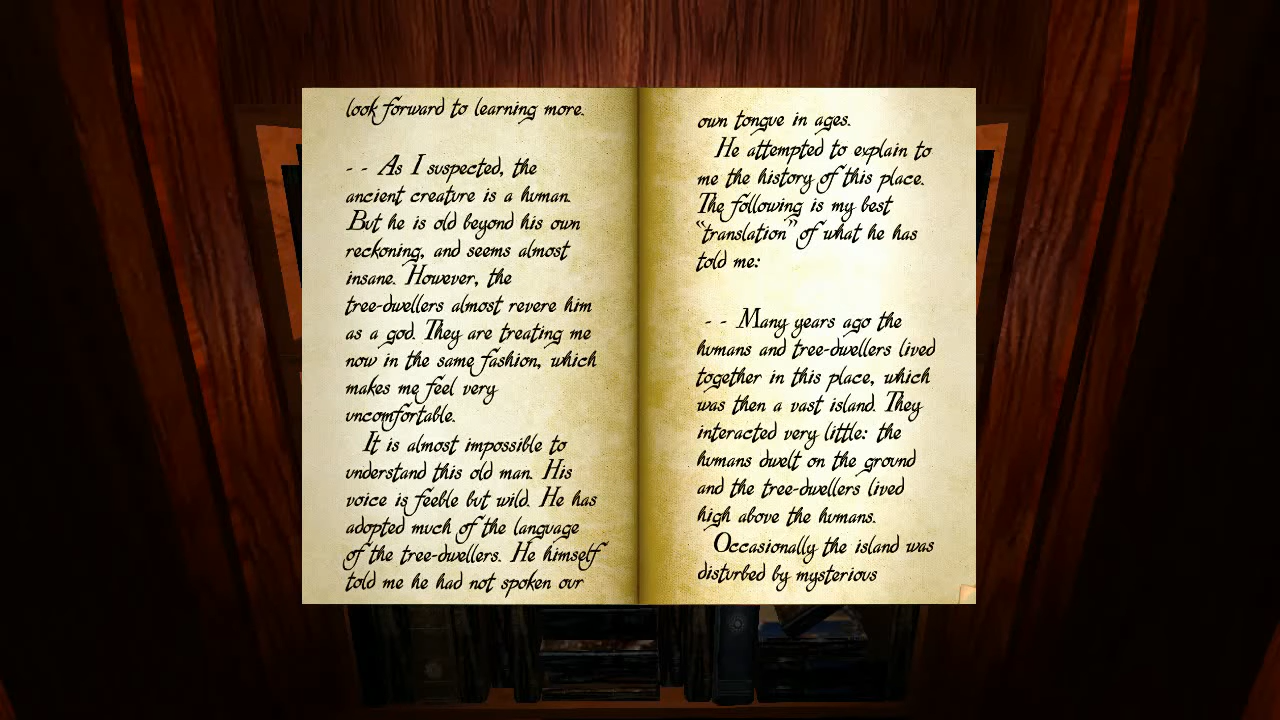 look forward to learning more.
- - As I suspected, the
ancient creature is a human.
But he is old beyond his own
reckoning, and seems almost
insane. However, the
tree-dwellers almost revere him
as a god. They are treating me
now in the same fashion, which
makes me feel very
uncomfortable.
It is almost impossible to
understand this old man. His
voice is feeble but wild. He has
adopted much of the language
of the tree-dwellers. He himself
told me he had not spoken our
own tongue in ages.
He attempted to explain to
me the history of this place.
The following is my best
“translation” of what he has
told me:
- - Many years ago the
humans and tree-dwellers lived
together in this place, which
was then a vast island. They
interacted very little: the
humans dwelt on the ground
and the tree-dwellers lived
high above the humans.
Occasionally the island was
disturbed by mysterious